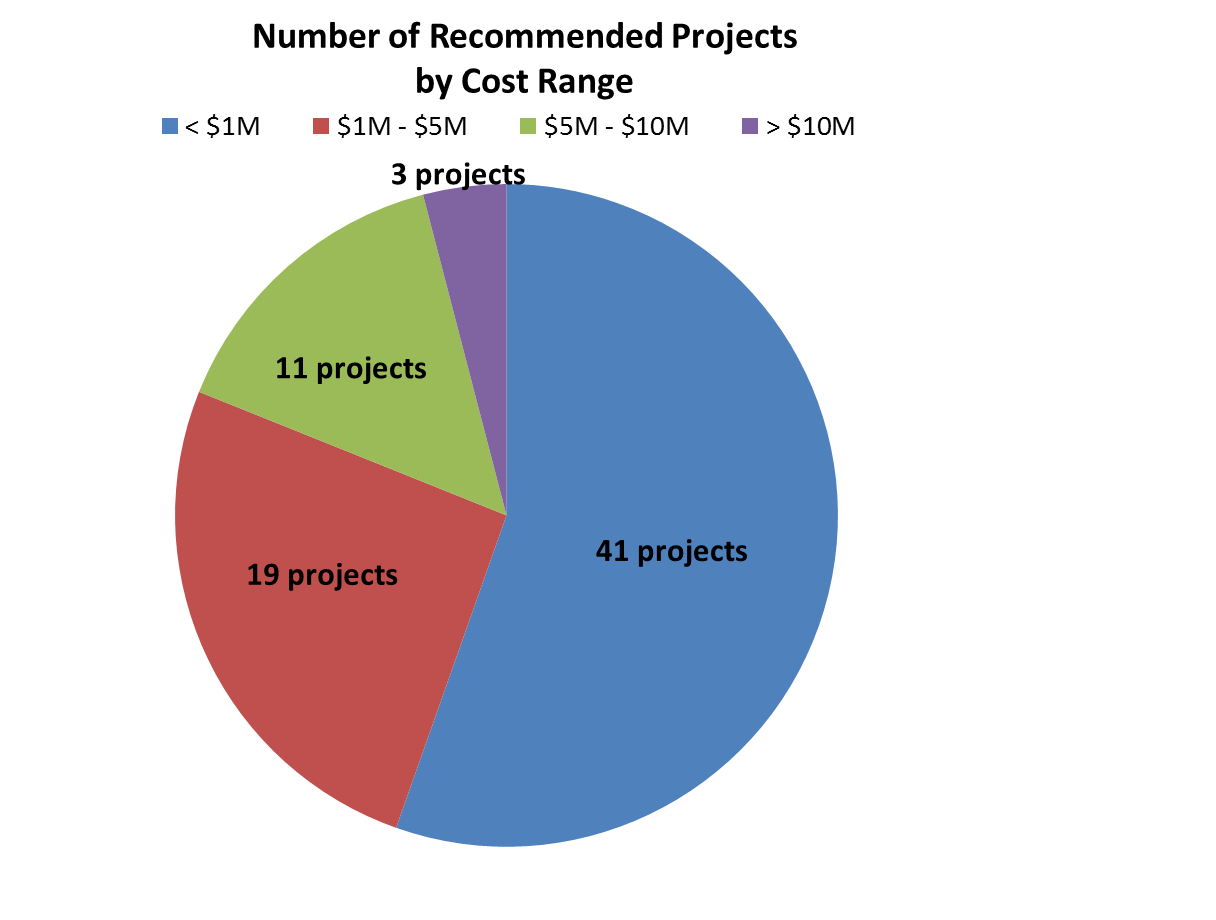 Number of Recommended Projects
by Cost Range
< $1M $1M - $5M $5M - $10M > $10M
3 projects
11 projects
41 projects
19 projects